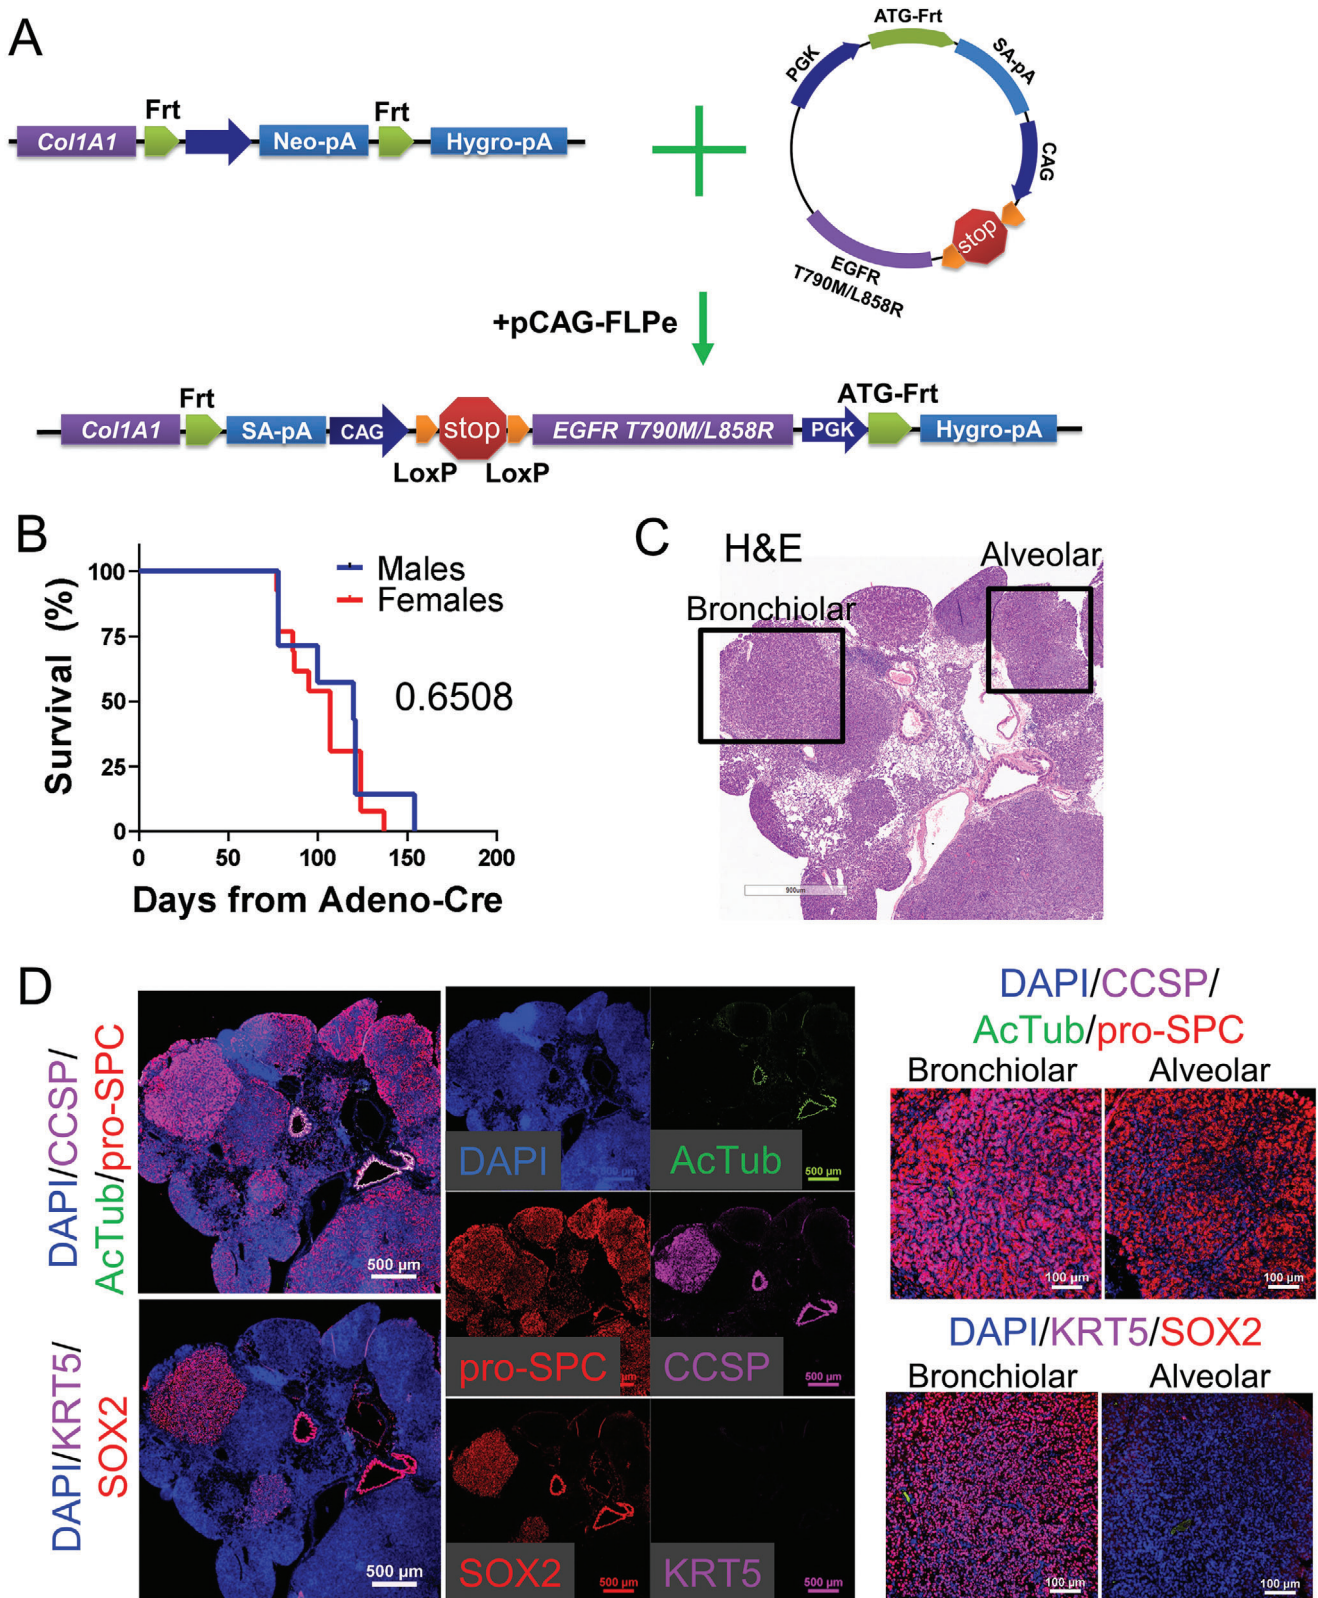 A
Frt
Frt
Col1A1
Neo-pA
Hygro-pA
ATG-Frt
PGK
SA-pA
CAG
stop
EGFR
T790M/L858R
+pCAG-FLPe
Frt
ATG-Frt
Col1A1
SA-pA
CAG
stop
EGFR T790M/L858R
PGK
Hygro-pA
LoxP
LoxP
B
Survival (%)
100
75
50
25
0
Males
Females
0.6508
0
50
100
150
200
Days from Adeno-Cre
C
H&E
Alveolar
Bronchiolar
900um
D
DAPI/CCSP/
AcTub/pro-SPC
500 µm
DAPI/KRT5/
SOX2
500 µm
DAPI
AcTub
500 µm
pro-SPC
CCSP
500 µm
SOX2
500 µm
KRT5
500 µm
DAPI/CCSP/
AcTub/pro-SPC
Bronchiolar
Alveolar
100 µm
100 µm
DAPI/KRT5/SOX2
Bronchiolar
Alveolar
100 µm
100 µm